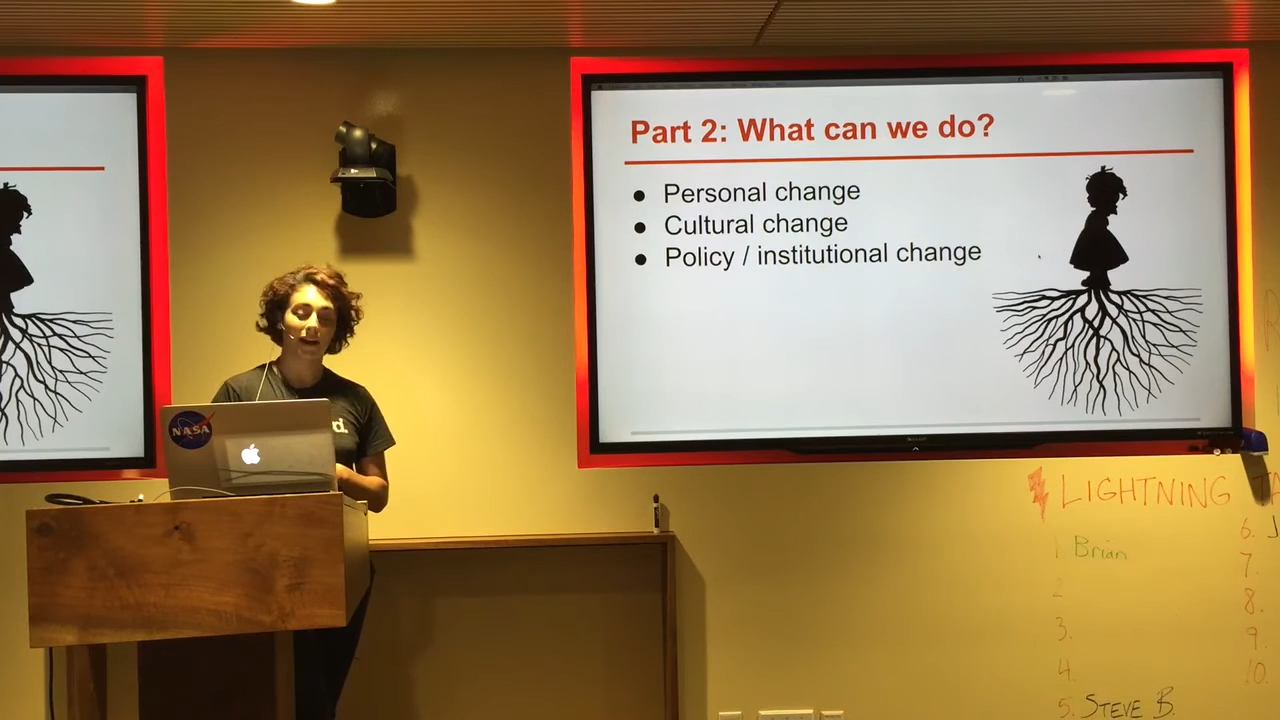 Part 2: What can we do?
● Personal change
● Cultural change
● Policy / institutional change
NASA
d.
LIGHTNING
1. Brian
2
3.
4.
5. STEVE B.
6. J
7.
8.
9.
10.